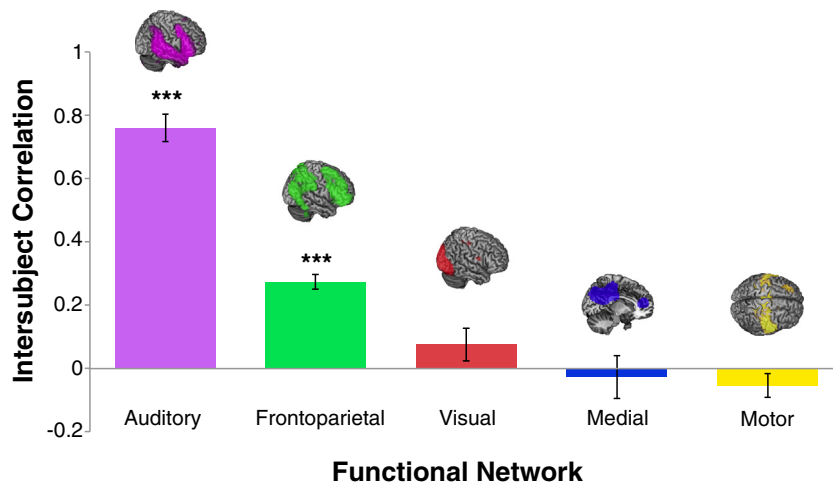 1
***
0.8
0.6
0.4
***
0.2
0
-0.2
Intersubject Correlation
Auditory
Frontoparietal
Visual
Medial
Motor
Functional Network